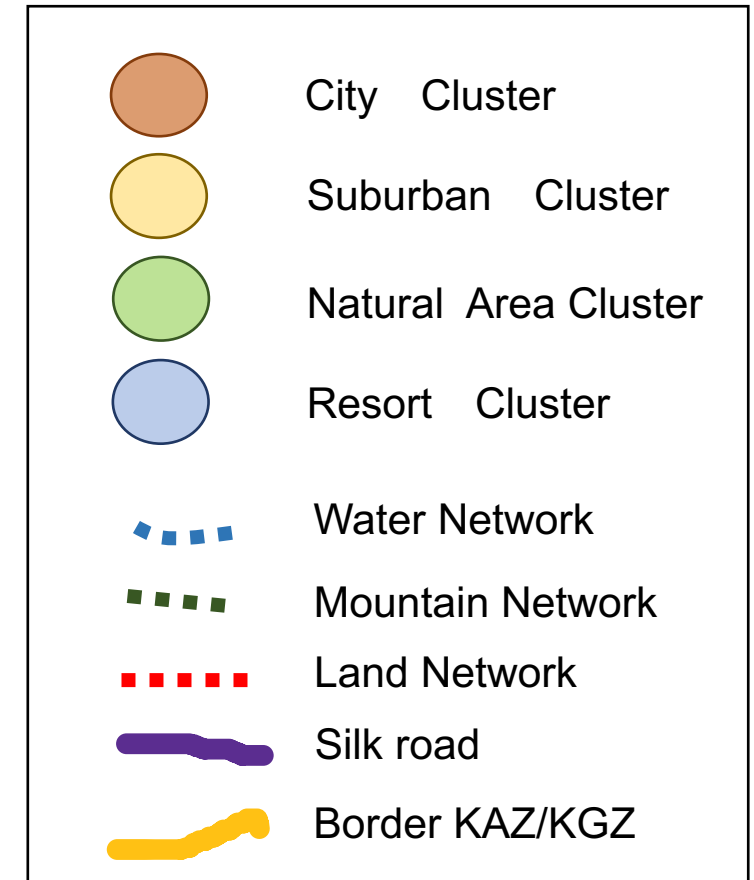 City Cluster
Suburban Cluster
Natural Area Cluster
Resort Cluster
Water Network
Mountain Network
Land Network
Silk road
Border KAZ/KGZ